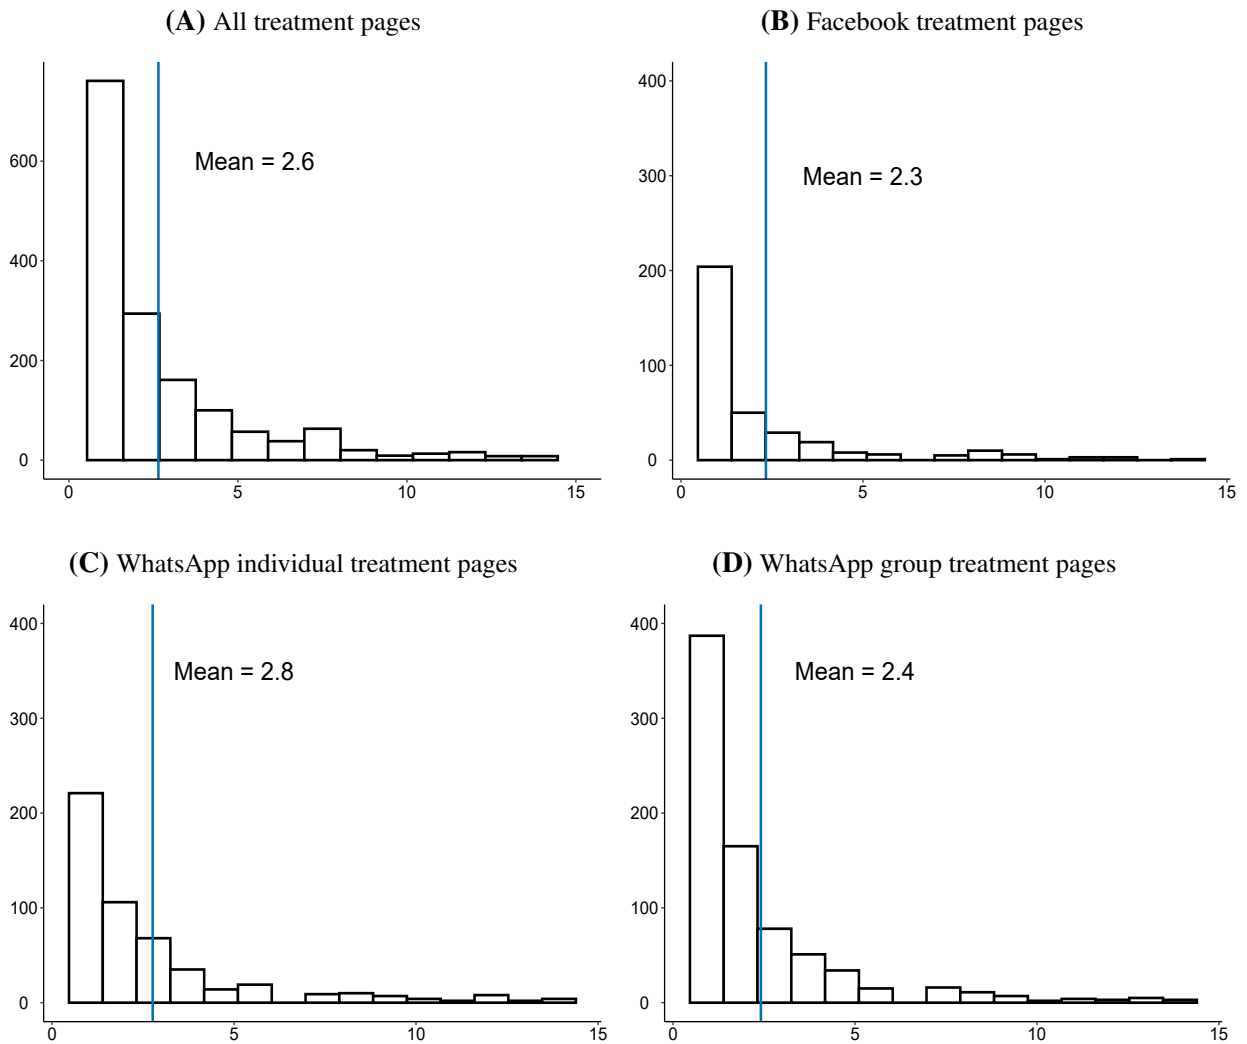 (A) All treatment pages
600
400
200
0
Mean = 2.6
0 5 10 15
(B) Facebook treatment pages
400
300
200
100
0
Mean = 2.3
0 5 10 15
(C) WhatsApp individual treatment pages
400
300
200
100
0
Mean = 2.8
0 5 10 15
(D) WhatsApp group treatment pages
400
300
200
100
0
Mean = 2.4
0 5 10 15